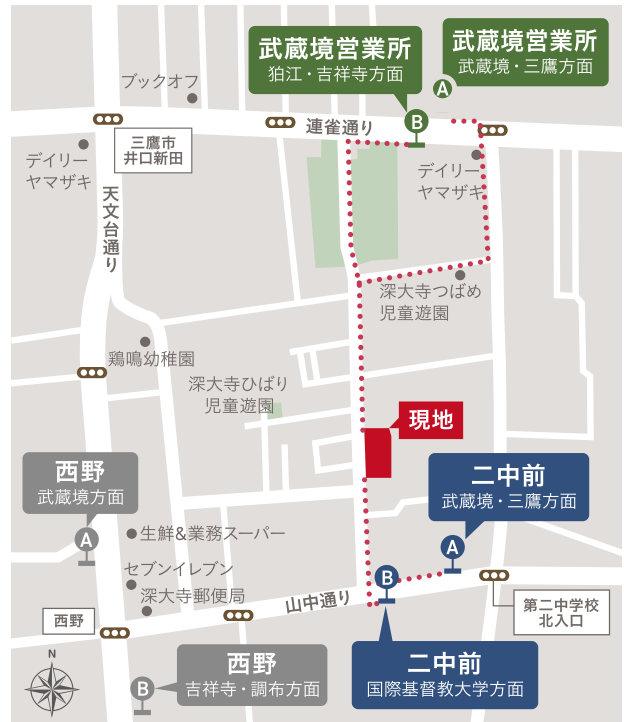 武蔵境営業所
狛江・吉祥寺方面
武蔵境営業所
武蔵境・三鷹方面
A
B
ブックオフ
連雀通り
三鷹市
井口新田
デイリー
ヤマザキ
デイリー
ヤマザキ
天文台通り
深大寺つばめ
児童遊園
鶏鳴幼稚園
深大寺ひばり
児童遊園
現地
西野
武蔵境方面
A
二中前
武蔵境・三鷹方面
A
生鮮&業務スーパー
セブンイレブン
深大寺郵便局
B
山中通り
第二中学校
北入口
西野
西野
吉祥寺・調布方面
B
二中前
国際基督教大学方面
N